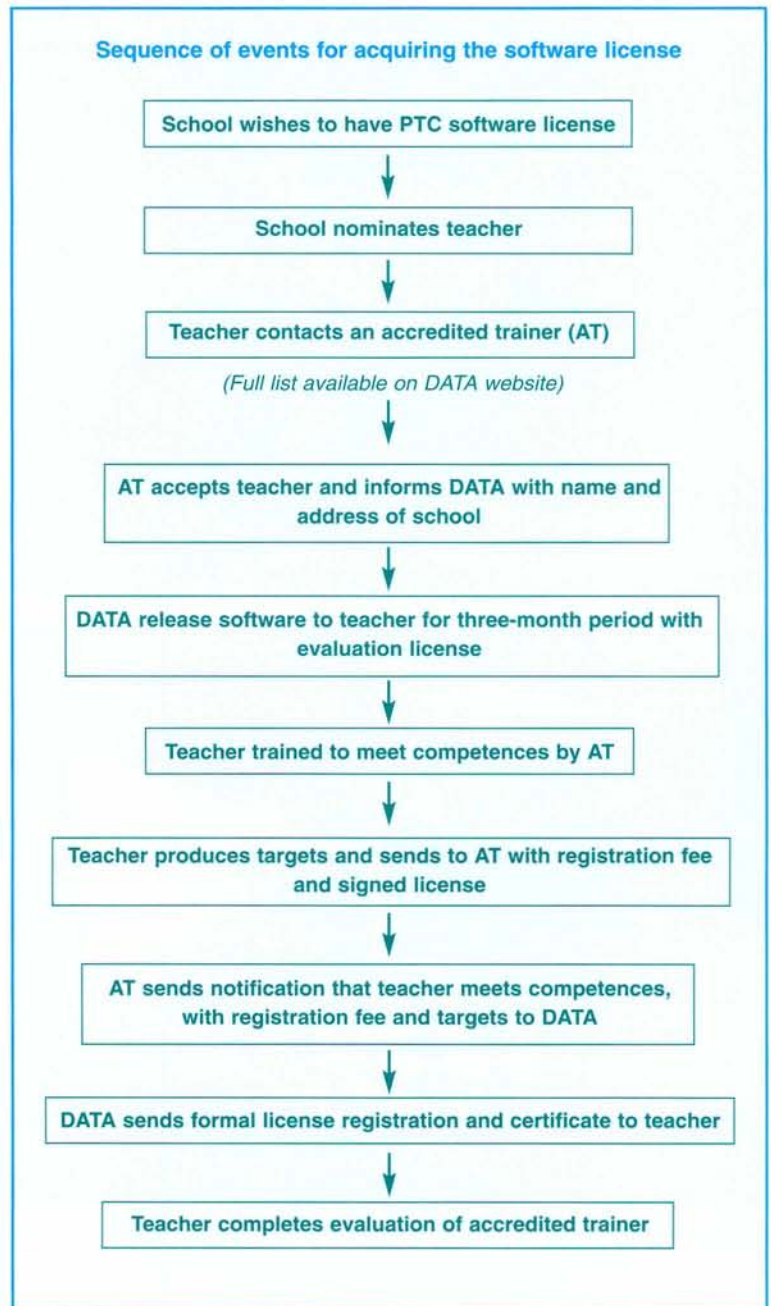 Sequence of events for acquiring the software license
School wishes to have PTC software license
School nominates teacher
Teacher contacts an accredited trainer (AT)
(Full list available on DATA website)
AT accepts teacher and informs DATA with name and
address of school
DATA release software to teacher for three-month period with
evaluation license
Teacher trained to meet competences by AT
Teacher produces targets and sends to AT with registration fee
and signed license
AT sends notification that teacher meets competences,
with registration fee and targets to DATA
DATA sends formal license registration and certificate to teacher
Teacher completes evaluation of accredited trainer